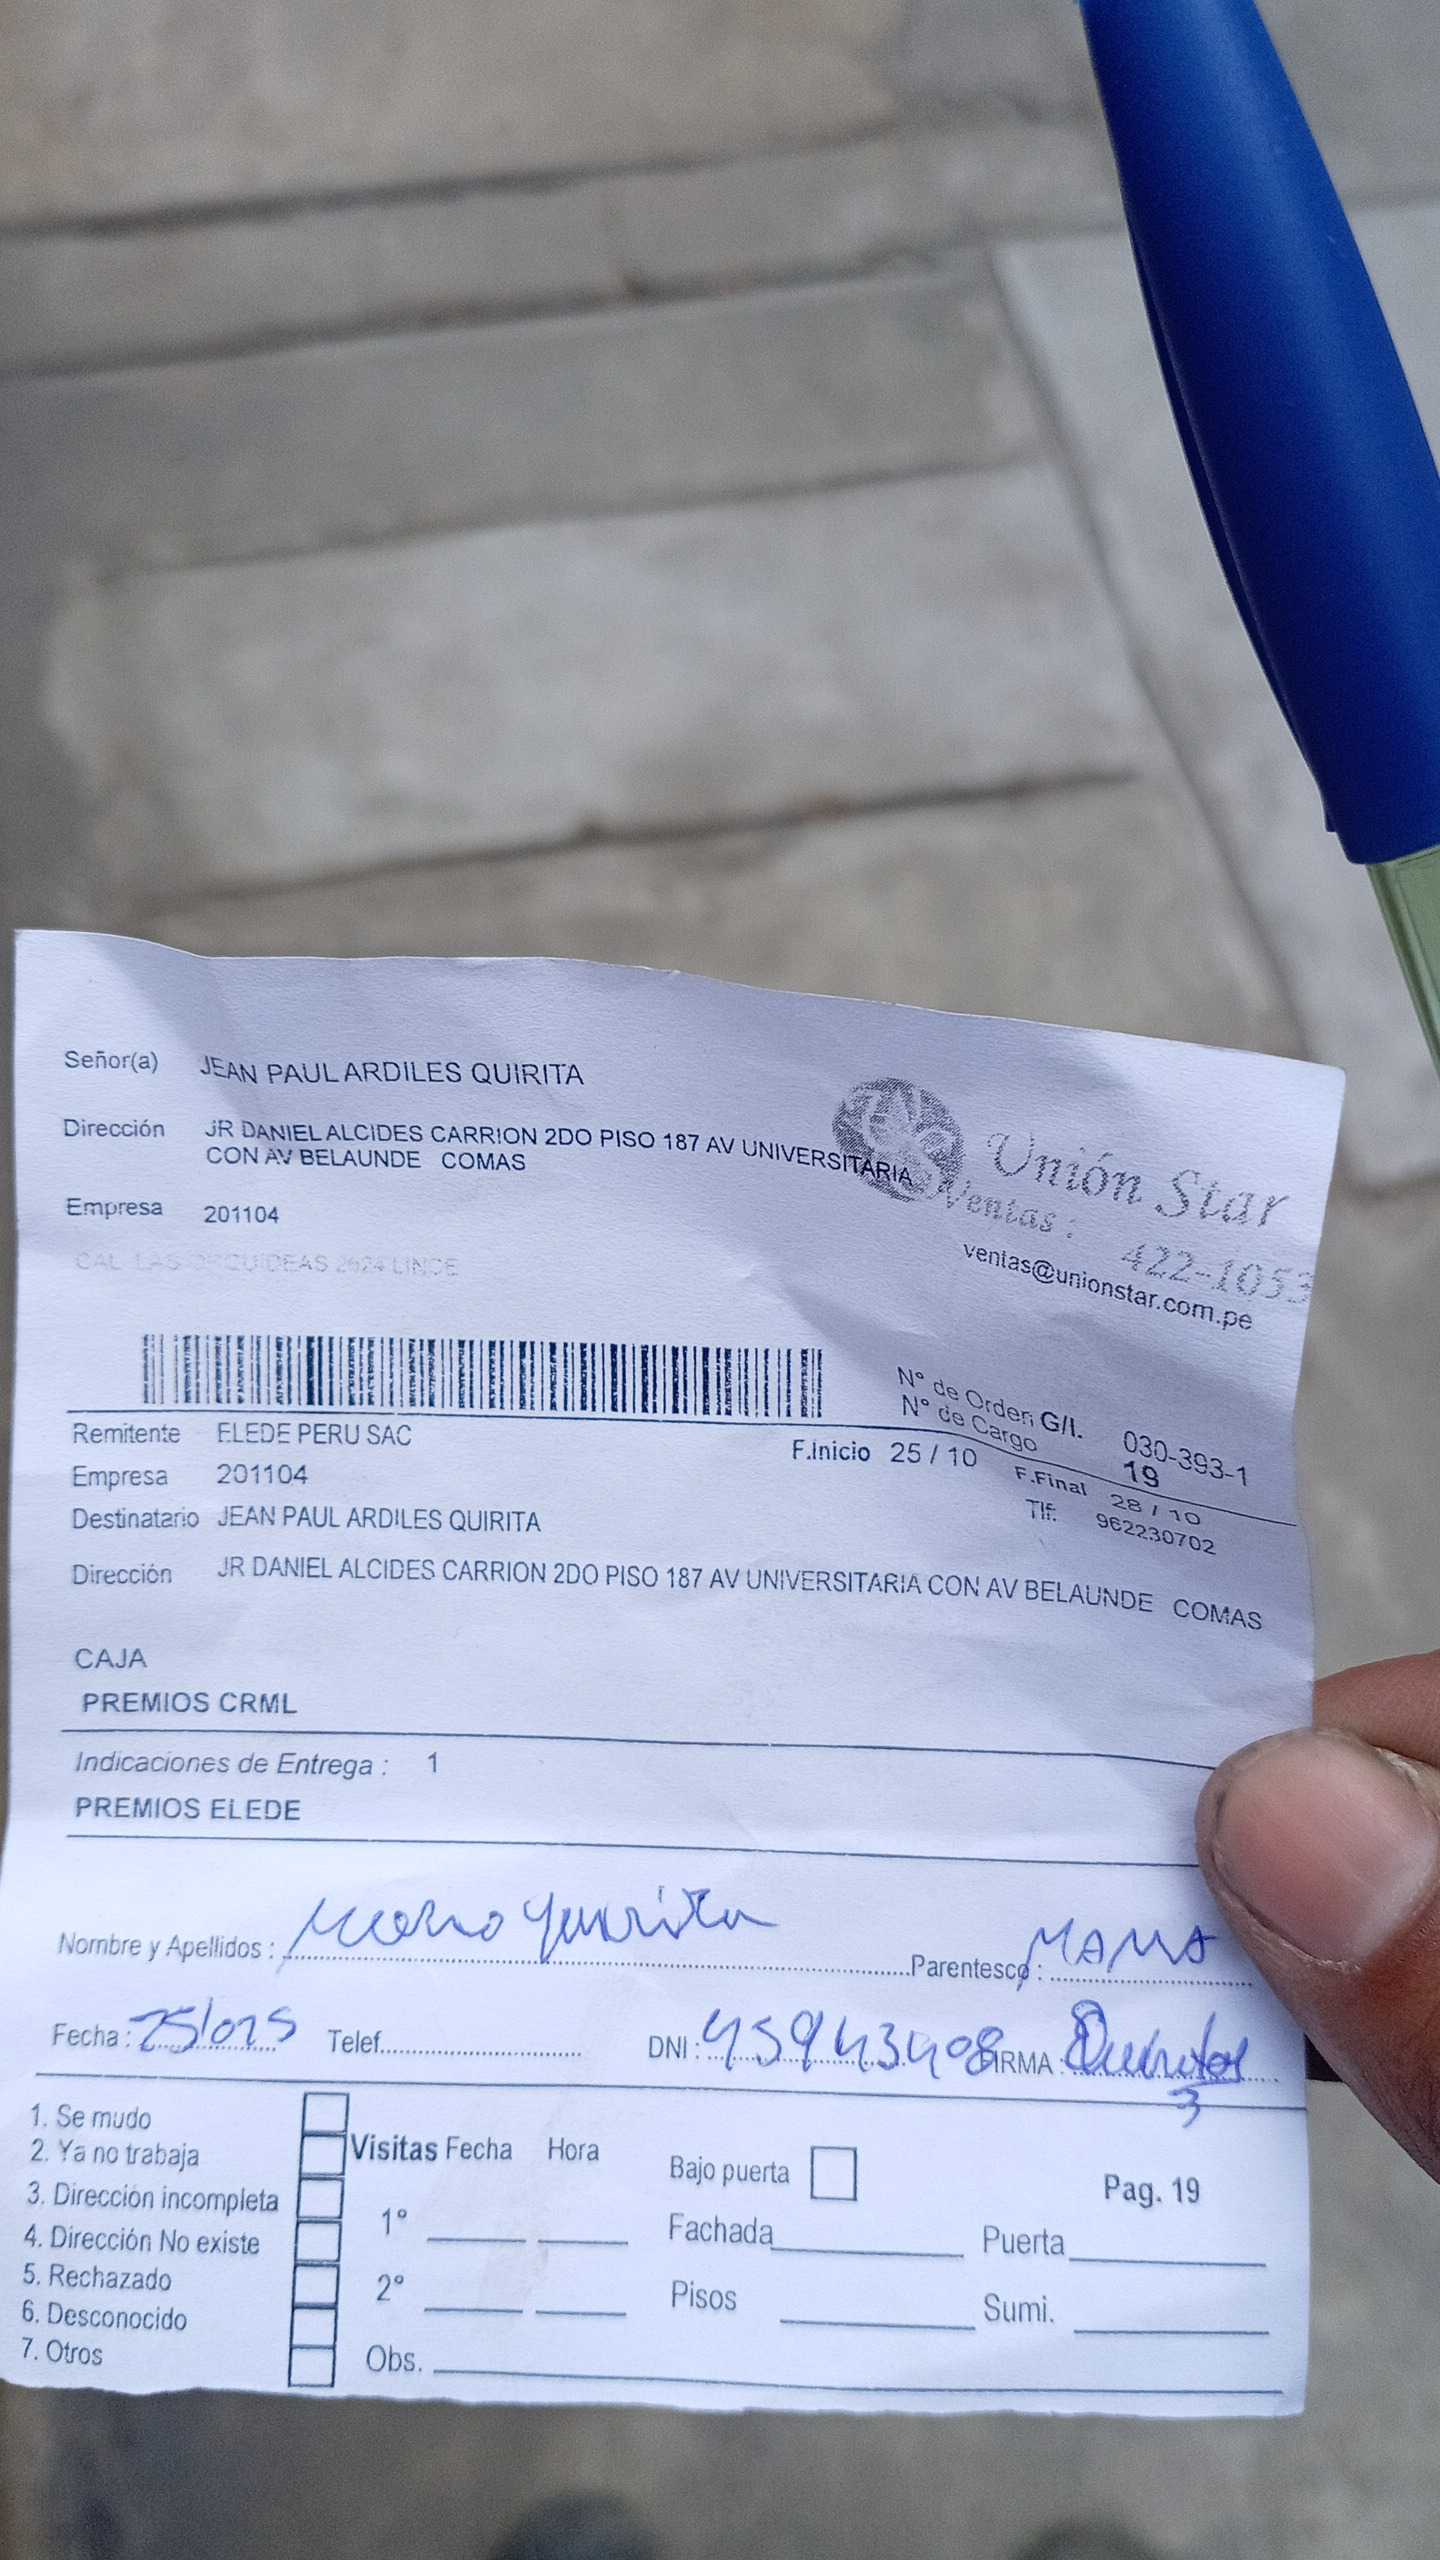 Señor(a) JEAN PAUL ARDILES QUIRITA
Dirección JR DANIEL ALCIDES CARRION 2DO PISO 187 AV UNIVERSITARIA
CON AV BELAUNDE COMAS
Empresa 201104
CAL LAS ORQUIDEAS 2624 LINCE
Unión Star
Ventas : 422-1053
ventas@unionstar.com.pe
N° de Orden G/I. 030-393-1
N° de Cargo 19
Remitente ELEDE PERU SAC
F.Inicio 25 / 10 F.Final 28 / 10
Empresa 201104
Tlf. 962230702
Destinatario JEAN PAUL ARDILES QUIRITA
Dirección JR DANIEL ALCIDES CARRION 2DO PISO 187 AV UNIVERSITARIA CON AV BELAUNDE COMAS
CAJA
PREMIOS CRML
Indicaciones de Entrega : 1
PREMIOS ELEDE
Nombre y Apellidos : Quirita Parentesco : MAMA
Fecha : Telef. DNI : FIRMA :
1. Se mudo
2. Ya no trabaja
3. Dirección incompleta
4. Dirección No existe
5. Rechazado
6. Desconocido
7. Otros
Visitas Fecha Hora
1°
2°
Obs.
Bajo puerta
Pag. 19
Fachada Puerta
Pisos Sumi.